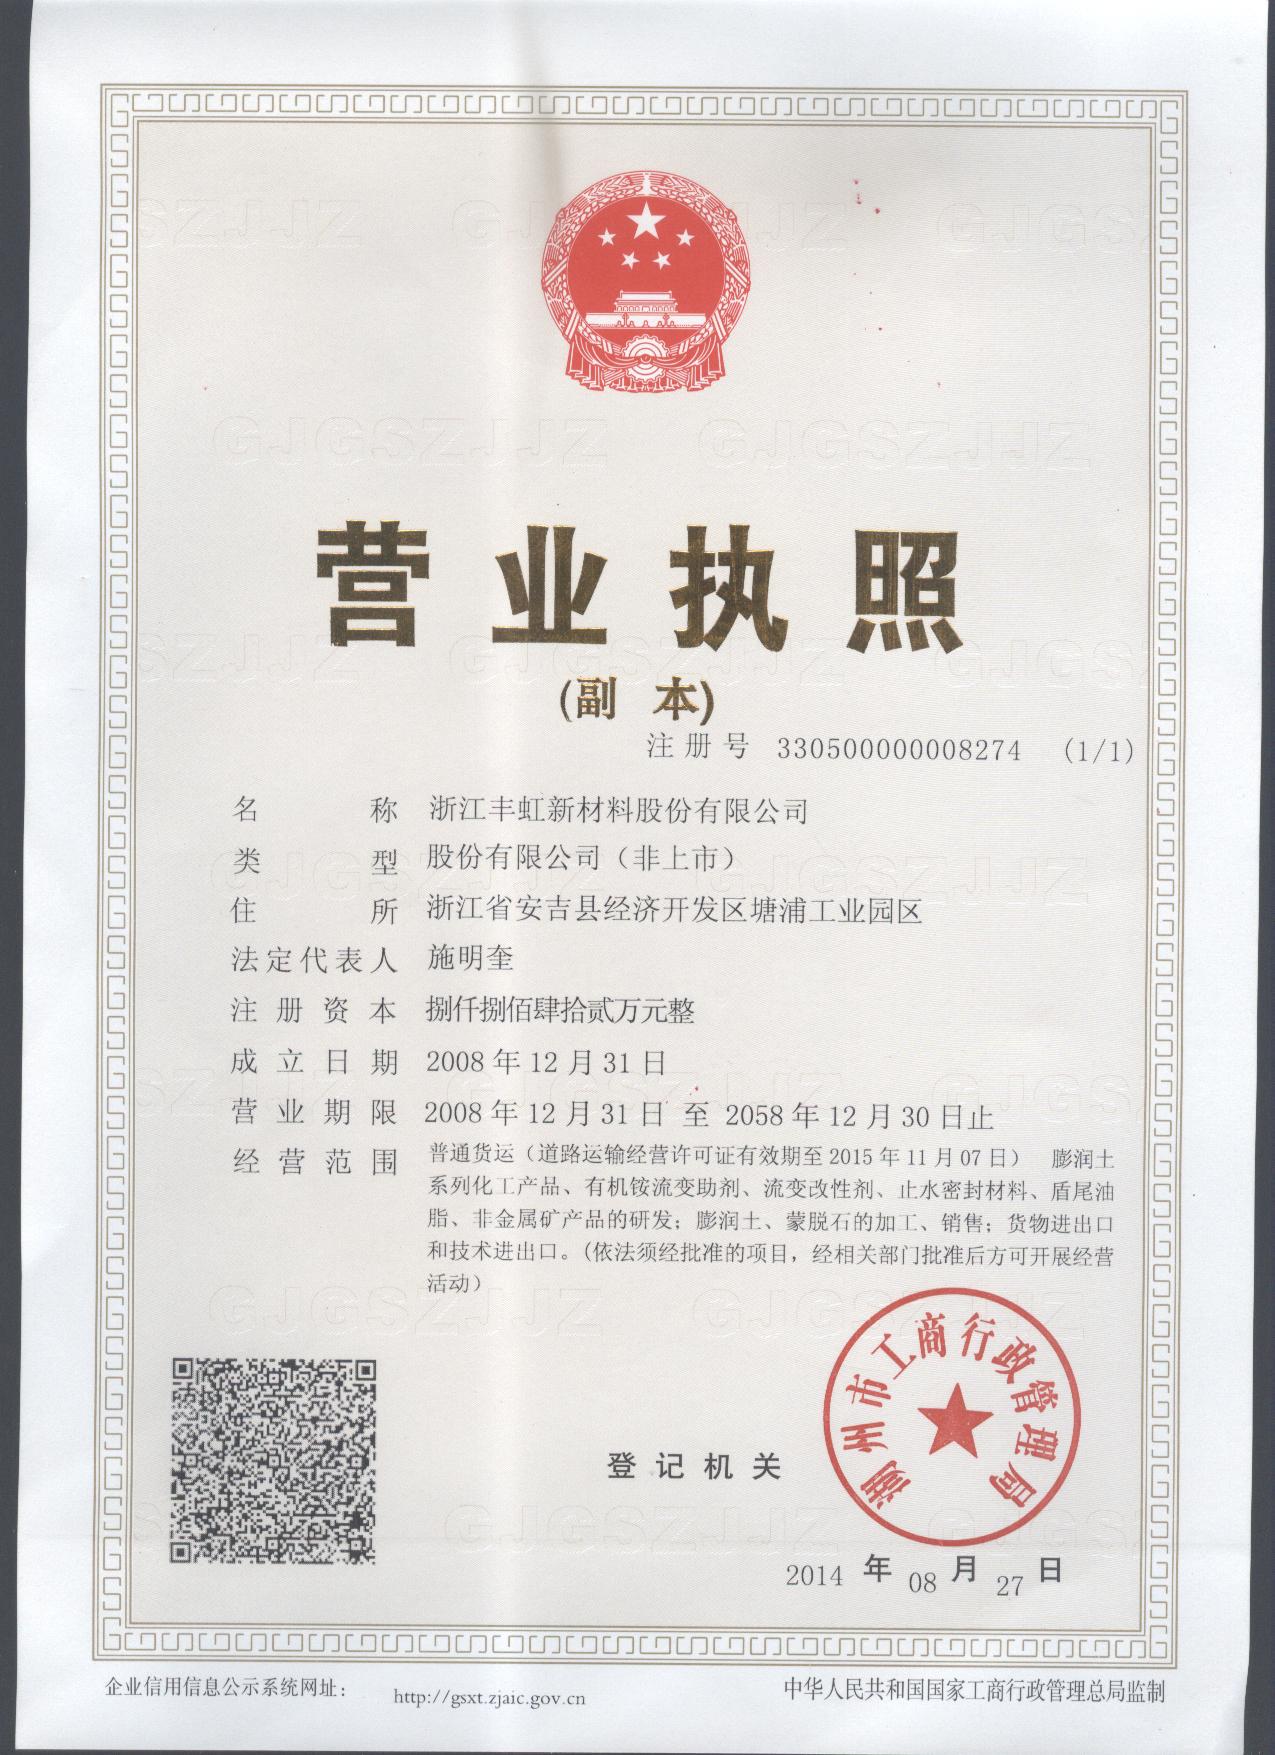 营业执照
(副 本)
注册号 330500000008274 (1/1)
名称 浙江丰虹新材料股份有限公司
类型 股份有限公司（非上市）
住所 浙江省安吉县经济开发区塘浦工业园区
法定代表人 施明奎
注册资本 捌仟捌佰肆拾贰万元整
成立日期 2008年12月31日
营业期限 2008年12月31日 至 2058年12月30日止
经营范围 普通货运（道路运输经营许可证有效期至2015年11月07日） 膨润土
系列化工产品、有机铵流变助剂、流变改性剂、止水密封材料、盾尾油
脂、非金属矿产品的研发；膨润土、蒙脱石的加工、销售；货物进出口
和技术进出口。(依法须经批准的项目，经相关部门批准后方可开展经营
活动）
湖州市工商行政管理局
登记机关
2014 年 08 月 27 日
企业信用信息公示系统网址： http://gsxt.zjaic.gov.cn
中华人民共和国国家工商行政管理总局监制